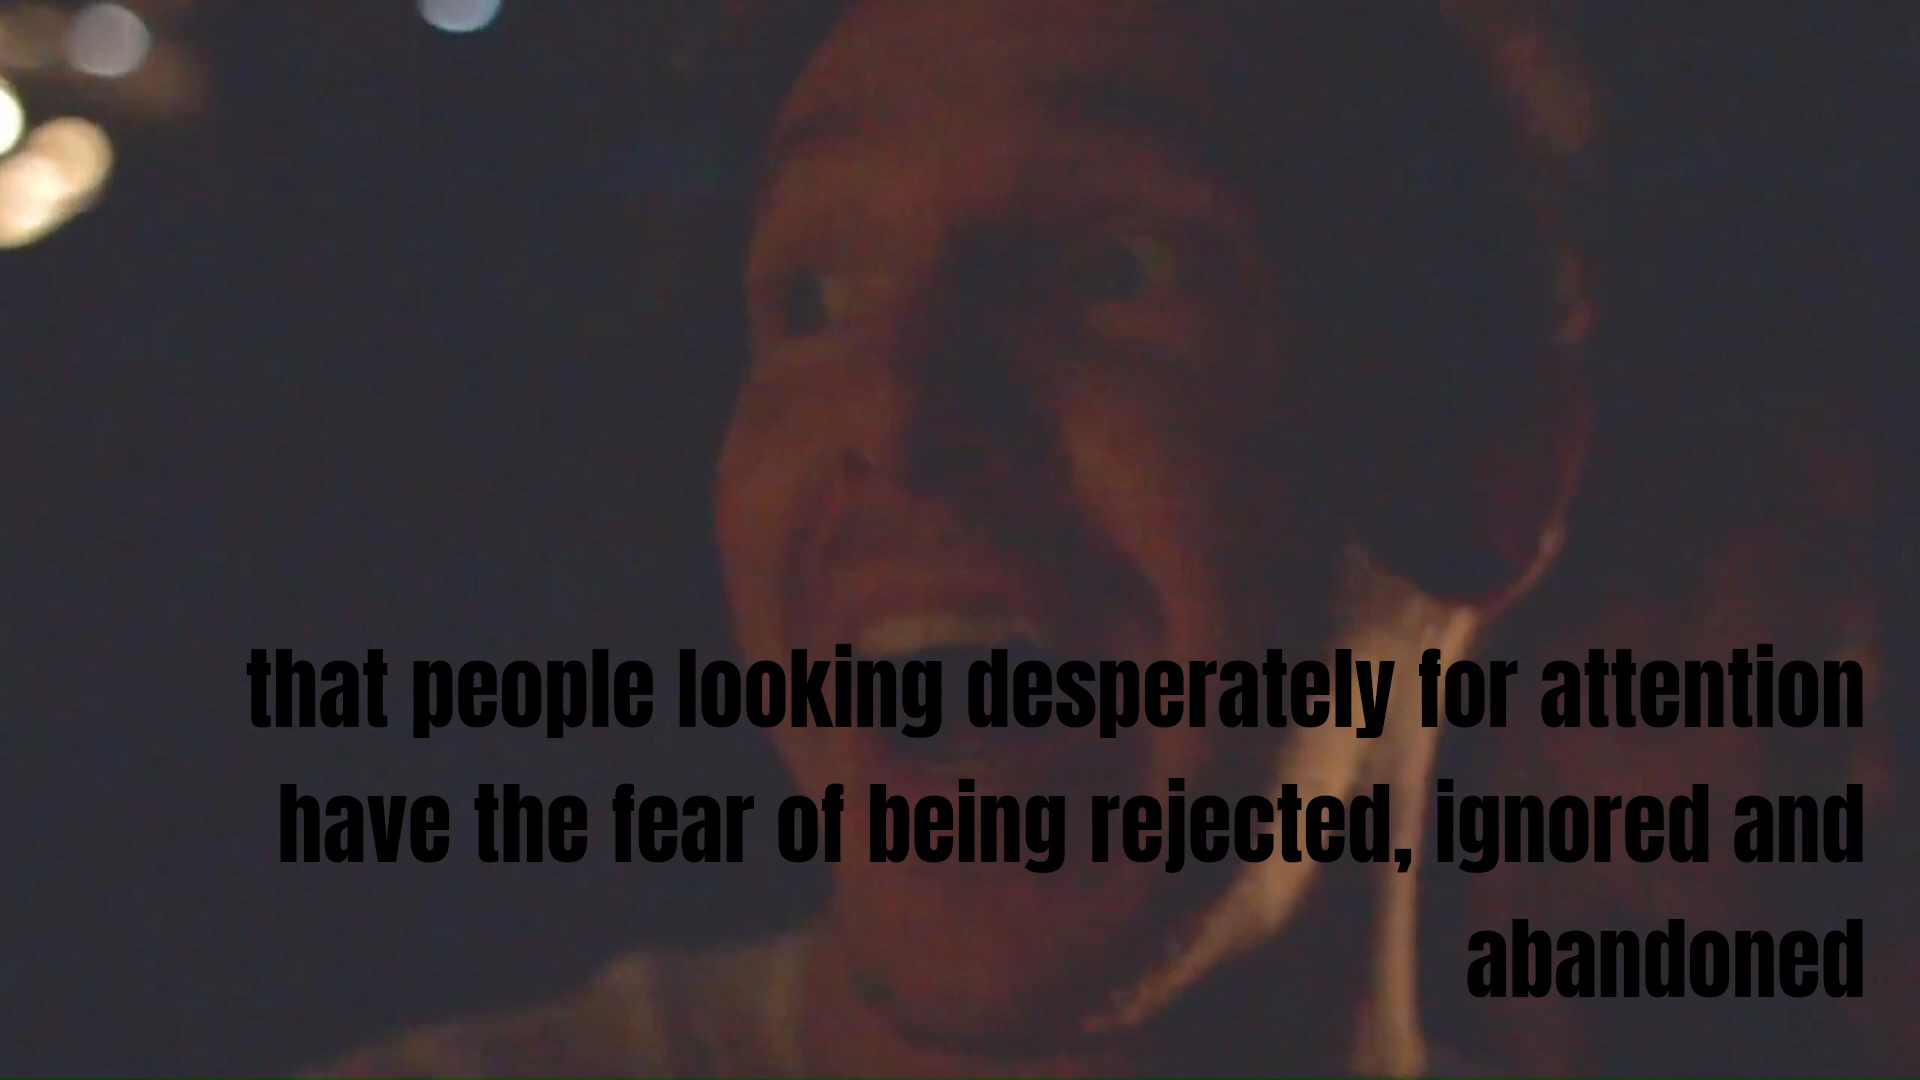 that people looking desperately for attention
have the fear of being rejected, ignored and
abandoned